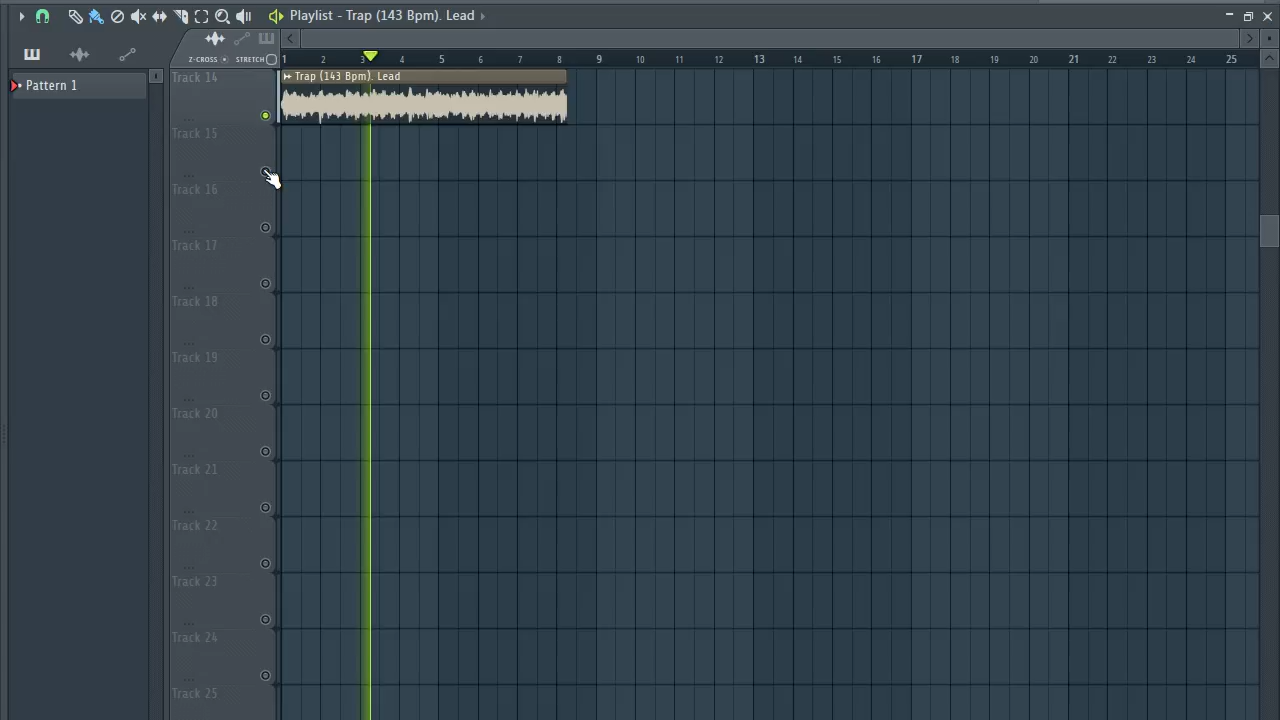 Playlist - Trap (143 Bpm). Lead
Z-CROSS STRETCH
1 2 3 4 5 6 7 8 9 10 11 12 13 14 15 16 17 18 19 20 21 22 23 24 25
Pattern 1
Trap (143 Bpm). Lead
Track 14
Track 15
Track 16
Track 17
Track 18
Track 19
Track 20
Track 21
Track 22
Track 23
Track 24
Track 25